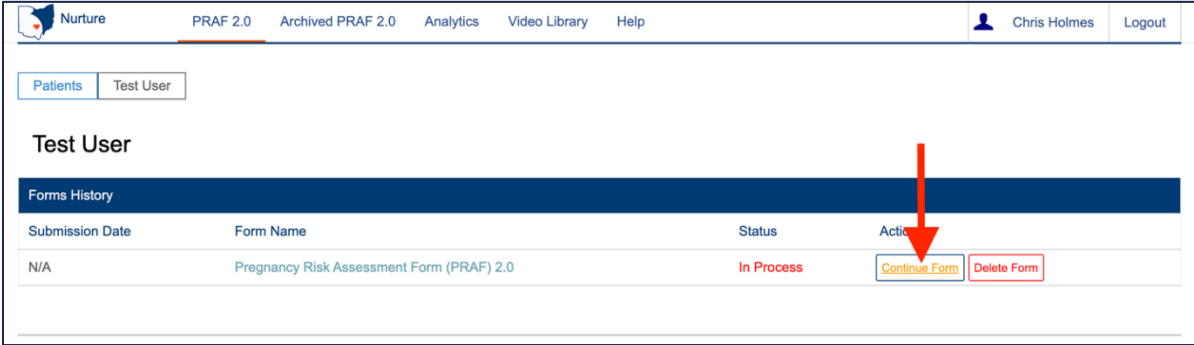 Nurture PRAF 2.0 Archived PRAF 2.0 Analytics Video Library Help Chris Holmes Logout
Patients Test User
Test User
Forms History
Submission Date Form Name Status
N/A Pregnancy Risk Assessment Form (PRAF) 2.0 In Process Continue Form Delete Form